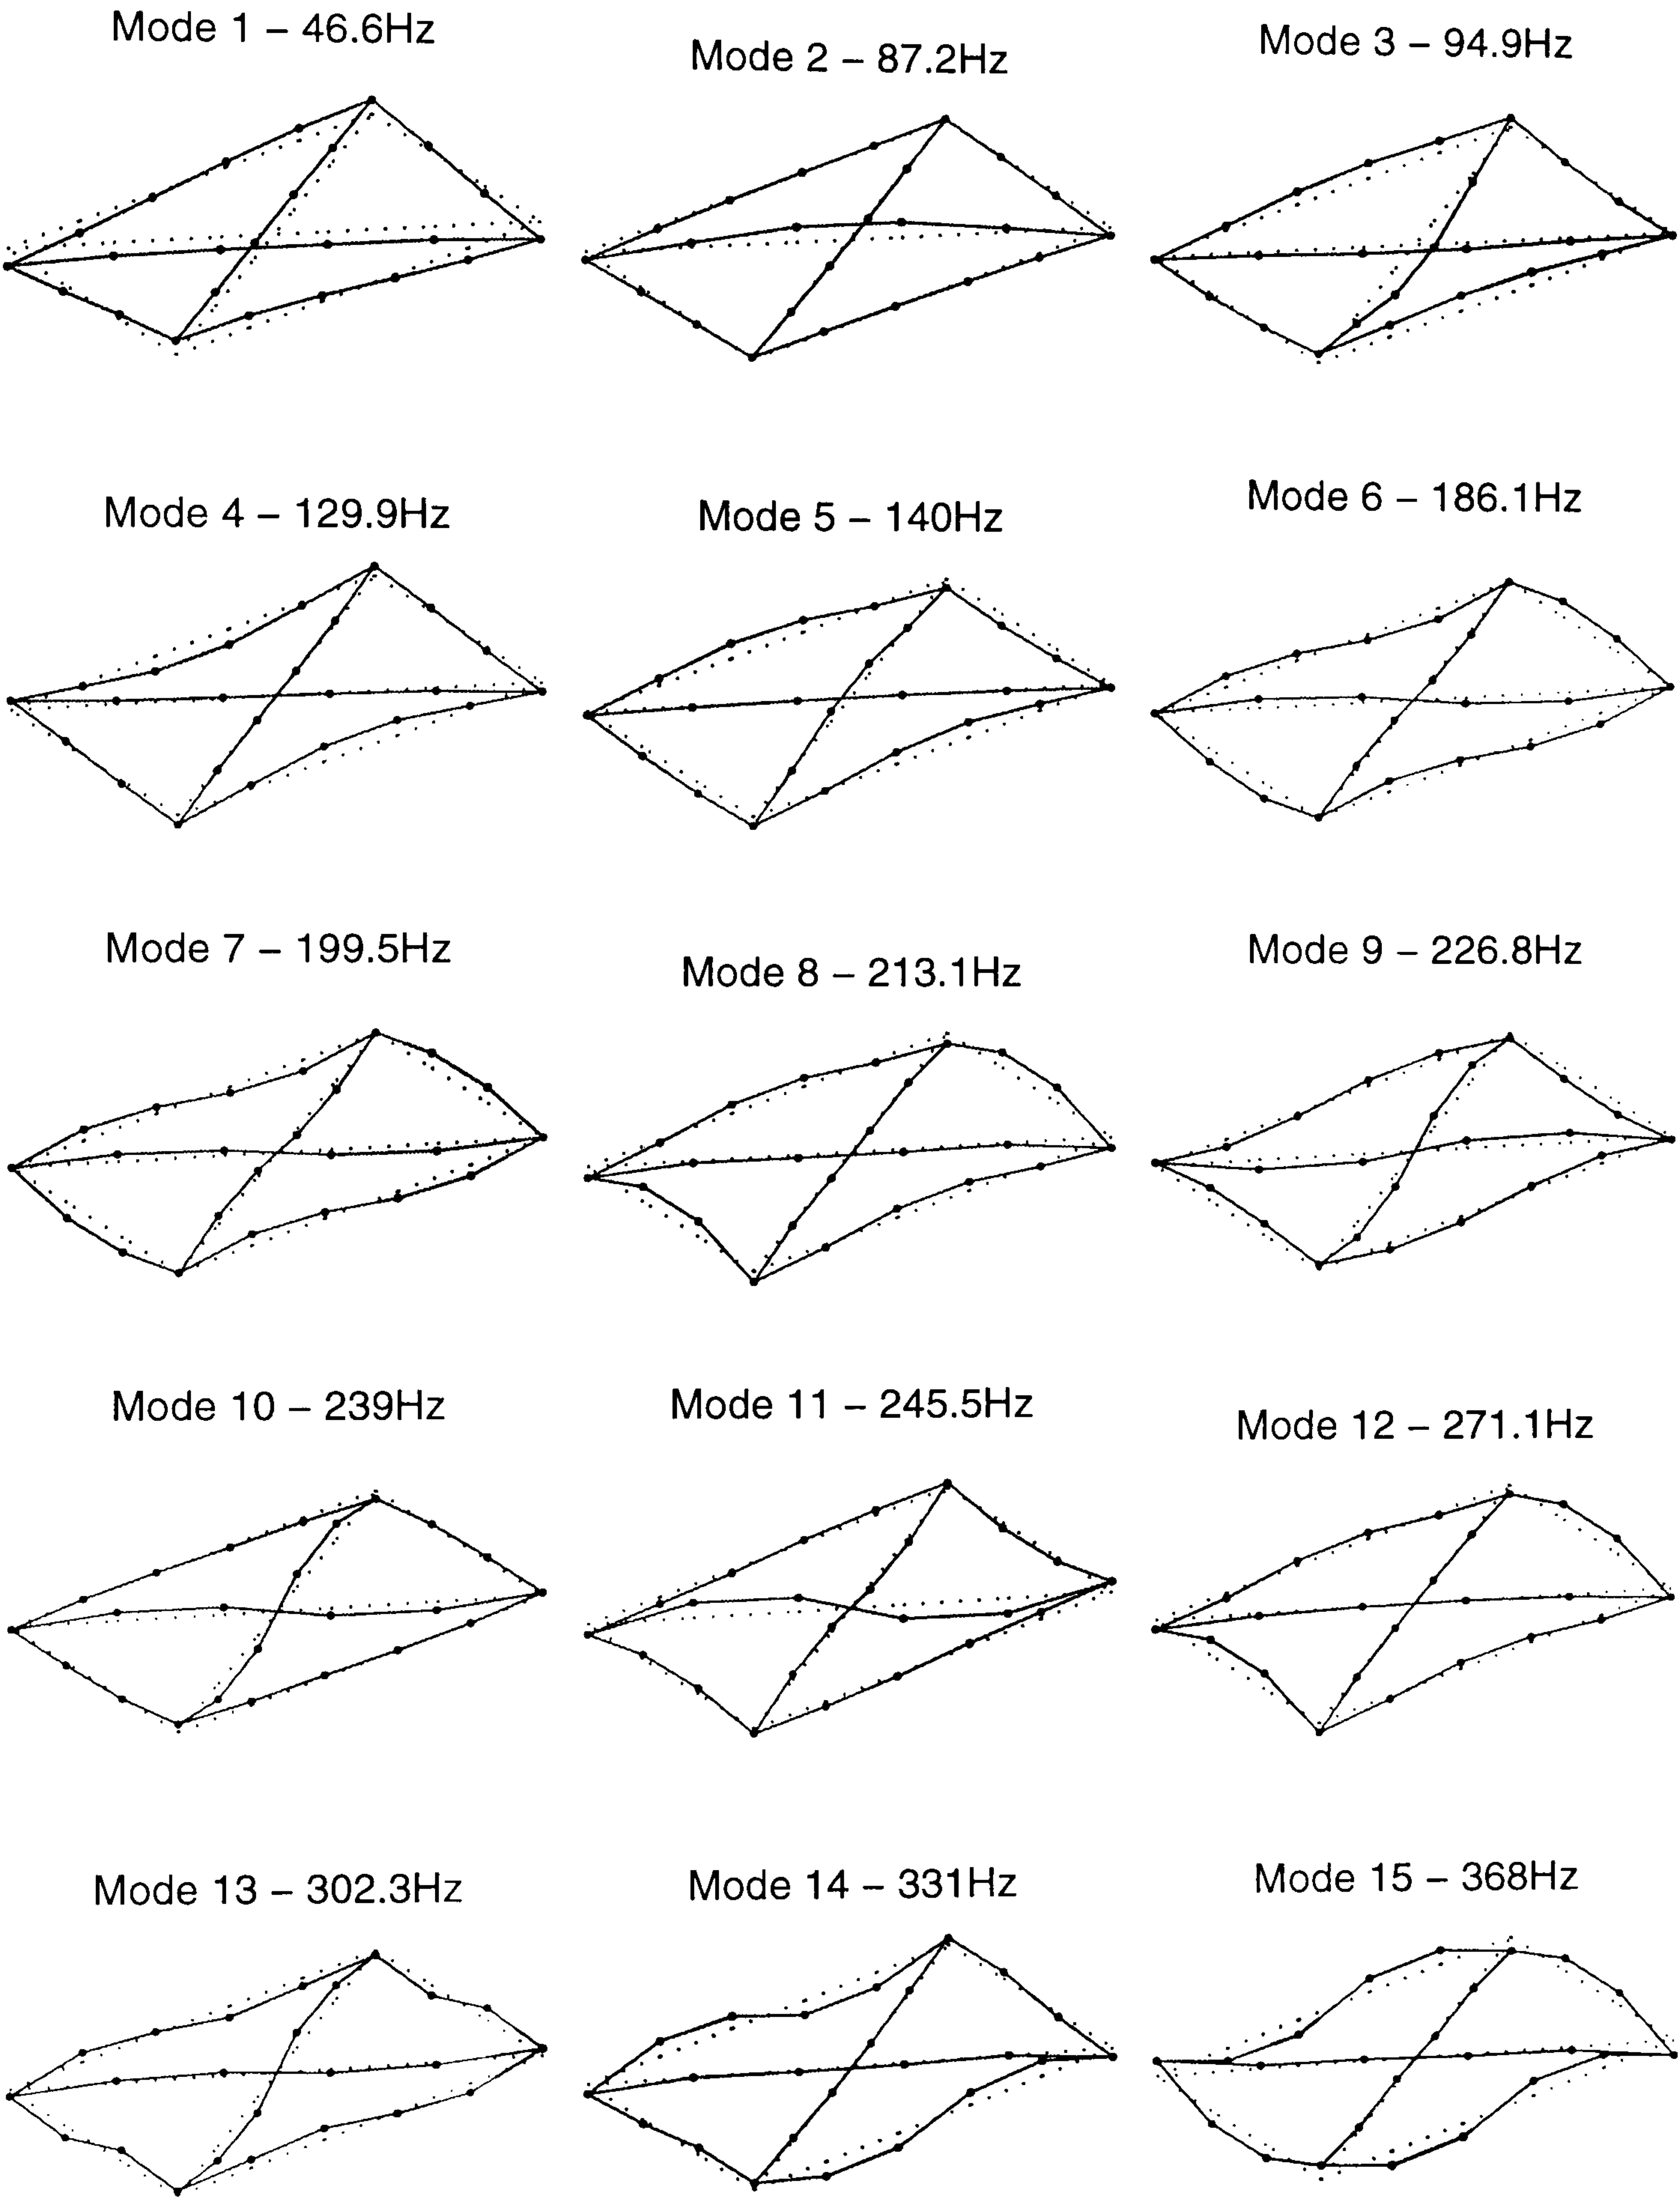 Mode 1 – 46.6Hz
Mode 2 – 87.2Hz
Mode 3 – 94.9Hz
Mode 4 – 129.9Hz
Mode 5 – 140Hz
Mode 6 – 186.1Hz
Mode 7 – 199.5Hz
Mode 8 – 213.1Hz
Mode 9 – 226.8Hz
Mode 10 – 239Hz
Mode 11 – 245.5Hz
Mode 12 – 271.1Hz
Mode 13 – 302.3Hz
Mode 14 – 331Hz
Mode 15 – 368Hz